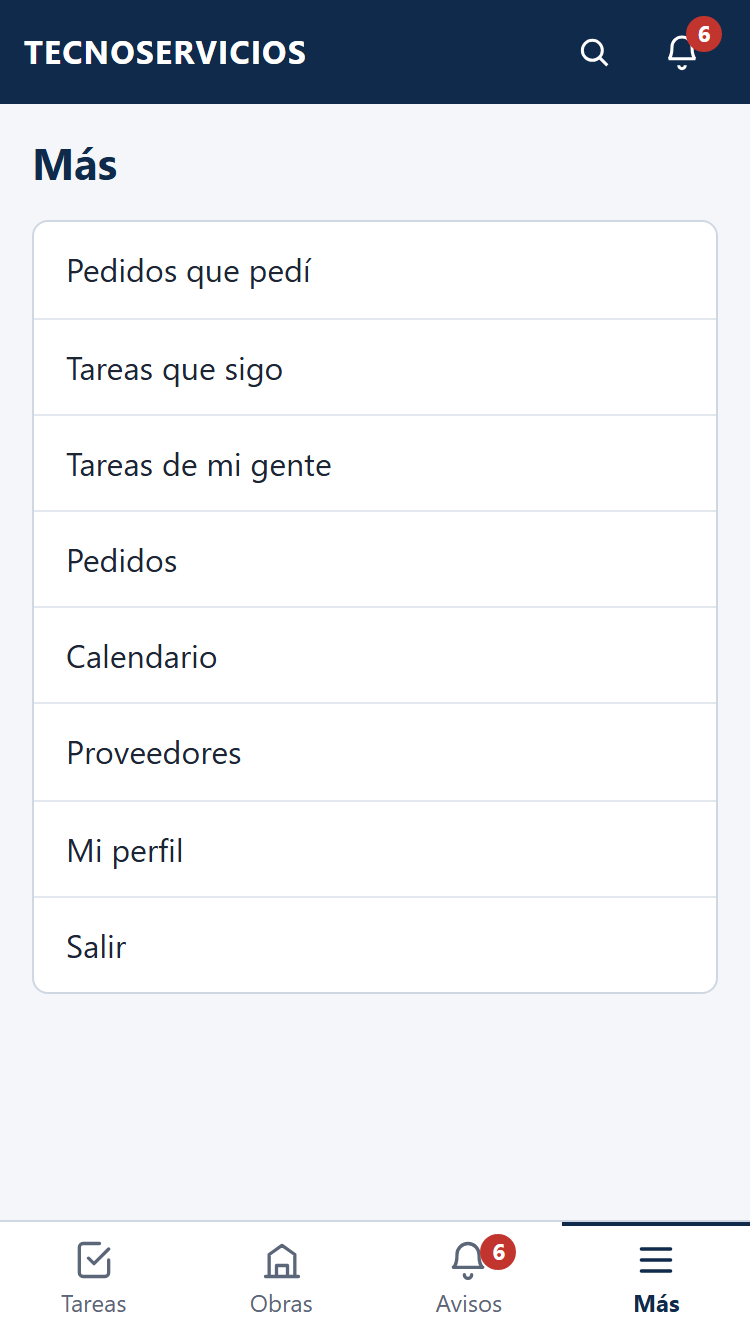 TECNOSERVICIOS
6
Más
Pedidos que pedí
Tareas que sigo
Tareas de mi gente
Pedidos
Calendario
Proveedores
Mi perfil
Salir
6
Tareas
Obras
Avisos
Más